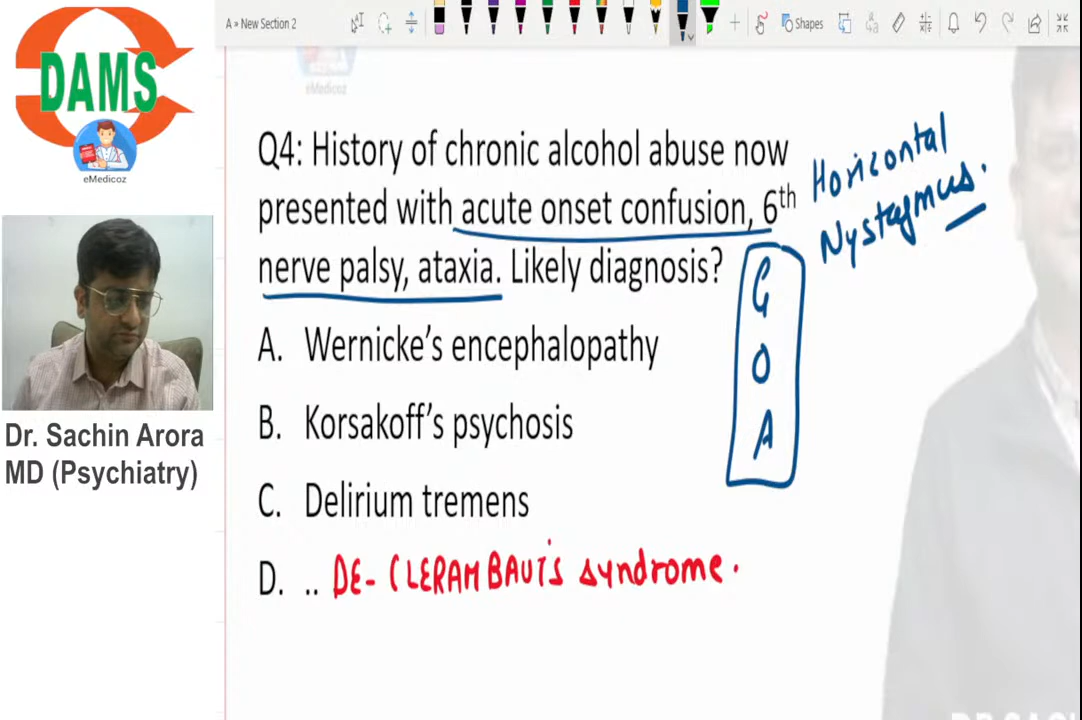 A » New Section 2
Shapes
DAMS
eMedicoz
eMedicoz
Dr. Sachin Arora
MD (Psychiatry)
Q4: History of chronic alcohol abuse now
presented with acute onset confusion, 6th
nerve palsy, ataxia. Likely diagnosis?
A. Wernicke's encephalopathy
B. Korsakoff's psychosis
C. Delirium tremens
D. .. DE-CLERAMBAUT'S syndrome.
Horizontal
Nystagmus.
G
O
A